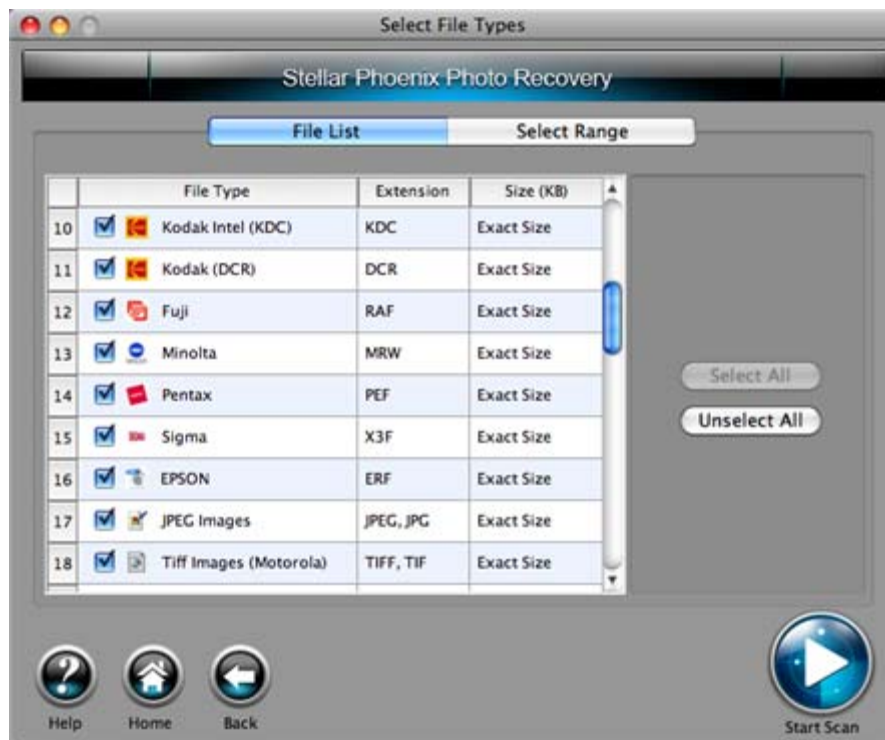 Select File Types
Stellar Phoenix Photo Recovery
File List Select Range
File Type Extension Size (KB)
10 Kodak Intel (KDC) KDC Exact Size
11 Kodak (DCR) DCR Exact Size
12 Fuji RAF Exact Size
13 Minolta MRW Exact Size
14 Pentax PEF Exact Size
15 Sigma X3F Exact Size
16 EPSON ERF Exact Size
17 JPEG Images JPEG, JPG Exact Size
18 Tiff Images (Motorola) TIFF, TIF Exact Size
Select All
Unselect All
Help Home Back Start Scan